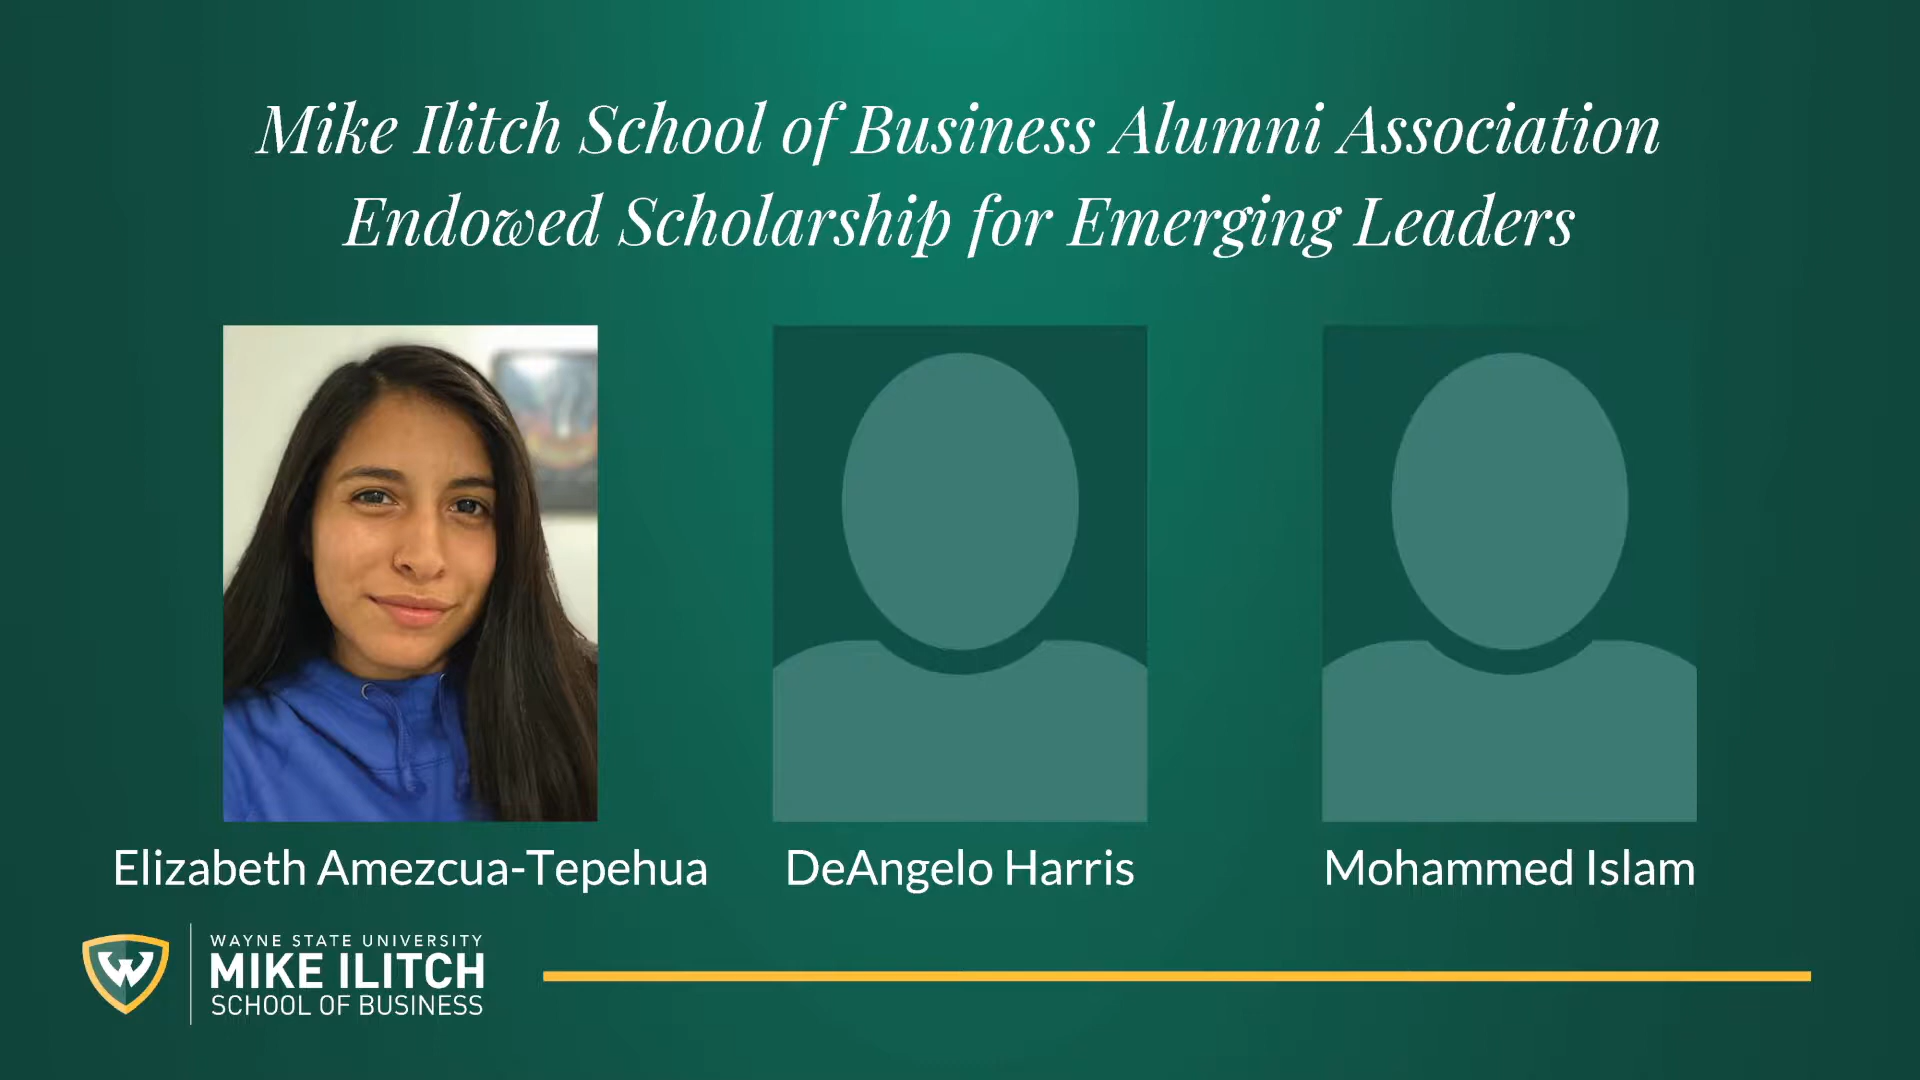 Mike Ilitch School of Business Alumni Association
Endowed Scholarship for Emerging Leaders
Elizabeth Amezcua-Tepehua
DeAngelo Harris
Mohammed Islam
W
WAYNE STATE UNIVERSITY
MIKE ILITCH
SCHOOL OF BUSINESS